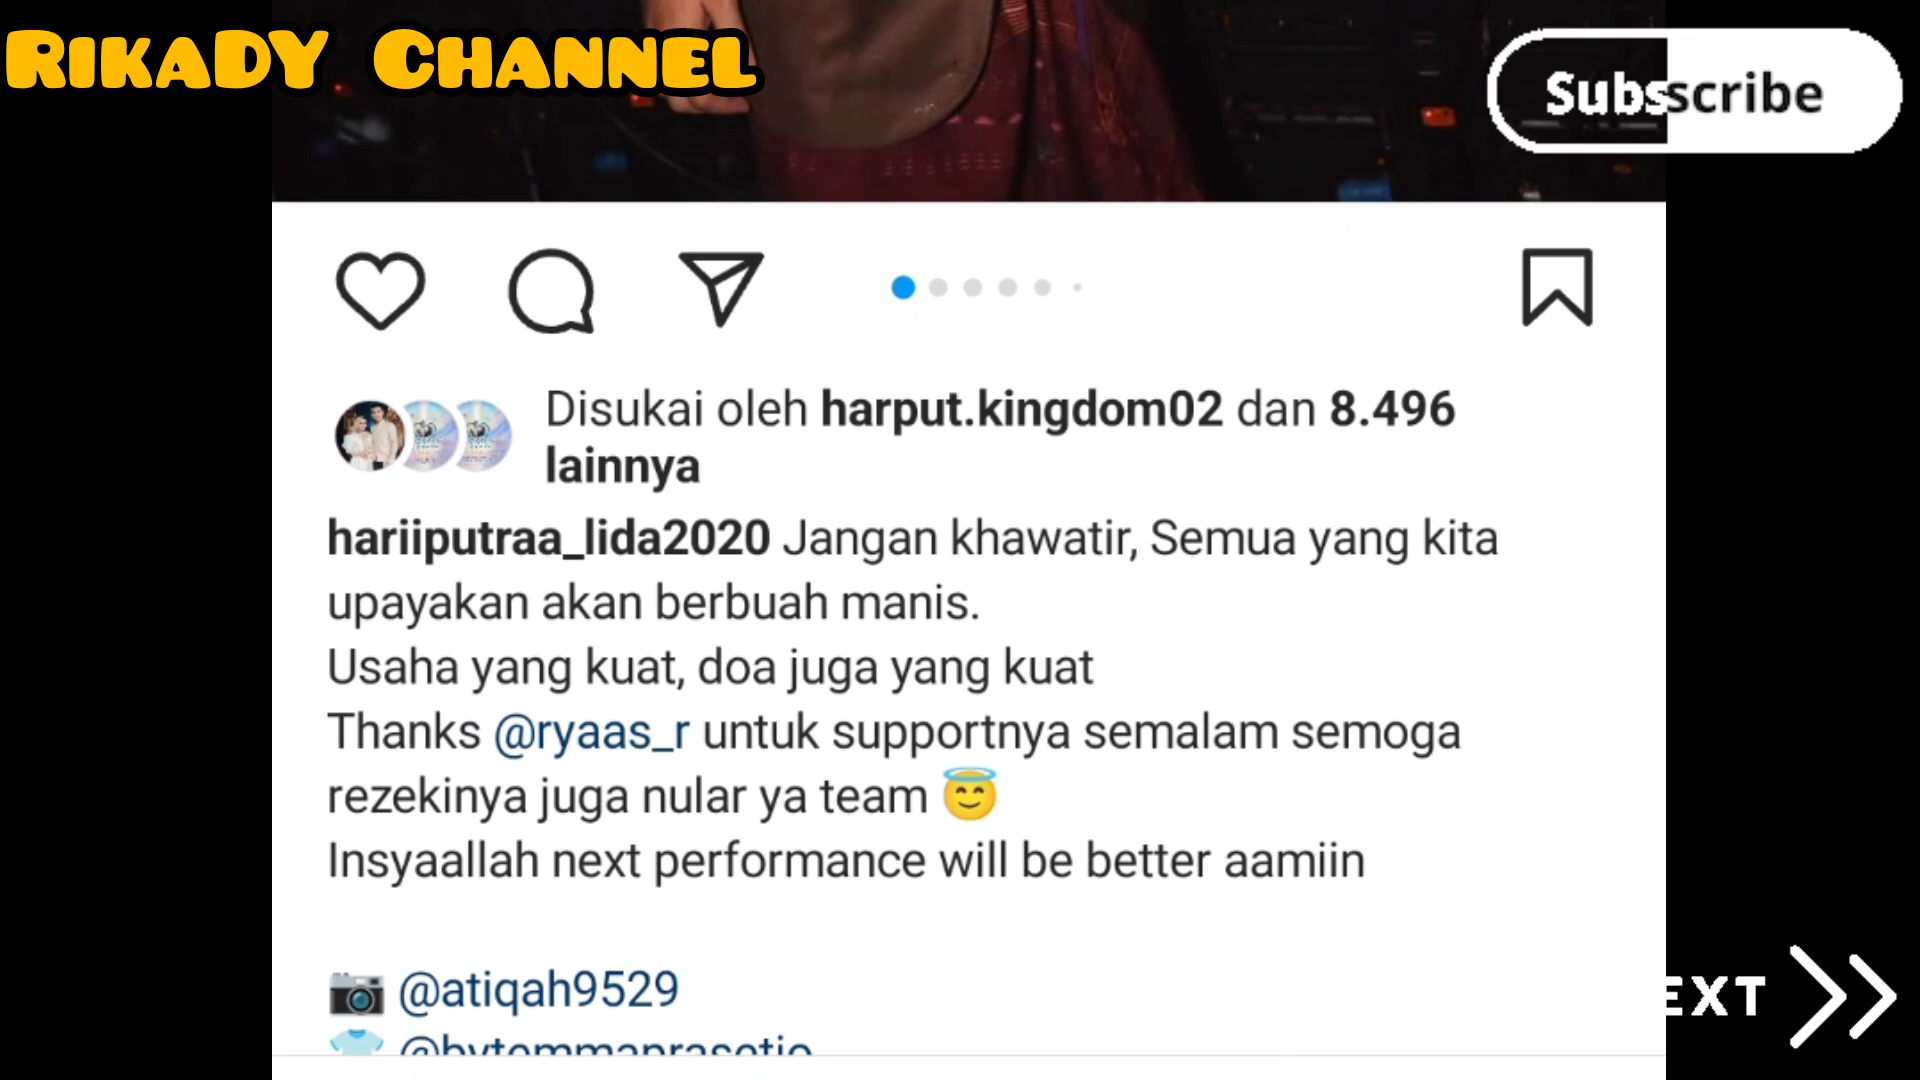 RIKADY CHANNEL
Subscribe
Disukai oleh harput.kingdom02 dan 8.496
lainnya
hariiputraa_lida2020 Jangan khawatir, Semua yang kita
upayakan akan berbuah manis.
Usaha yang kuat, doa juga yang kuat
Thanks @ryaas_r untuk supportnya semalam semoga
rezekinya juga nular ya team 😇
Insyaallah next performance will be better aamiin
📷 @atiqah9529
👕 @bytemmaprasetio
EXT